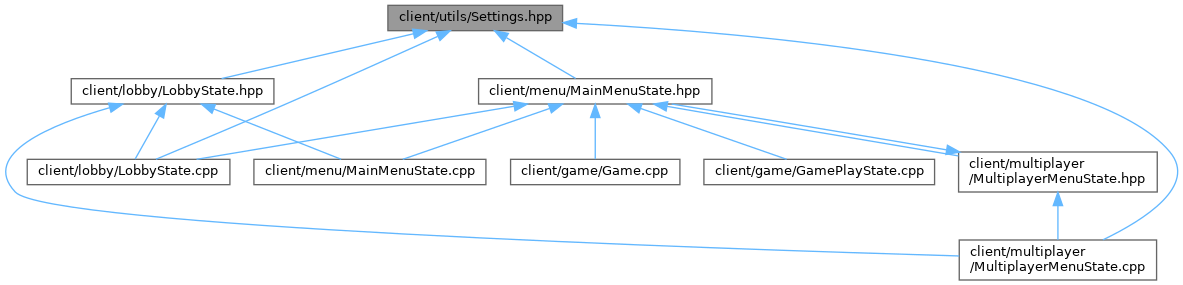 client/utils/Settings.hpp
client/lobby/LobbyState.hpp
client/menu/MainMenuState.hpp
client/lobby/LobbyState.cpp
client/menu/MainMenuState.cpp
client/game/Game.cpp
client/game/GamePlayState.cpp
client/multiplayer
/MultiplayerMenuState.hpp
client/multiplayer
/MultiplayerMenuState.cpp